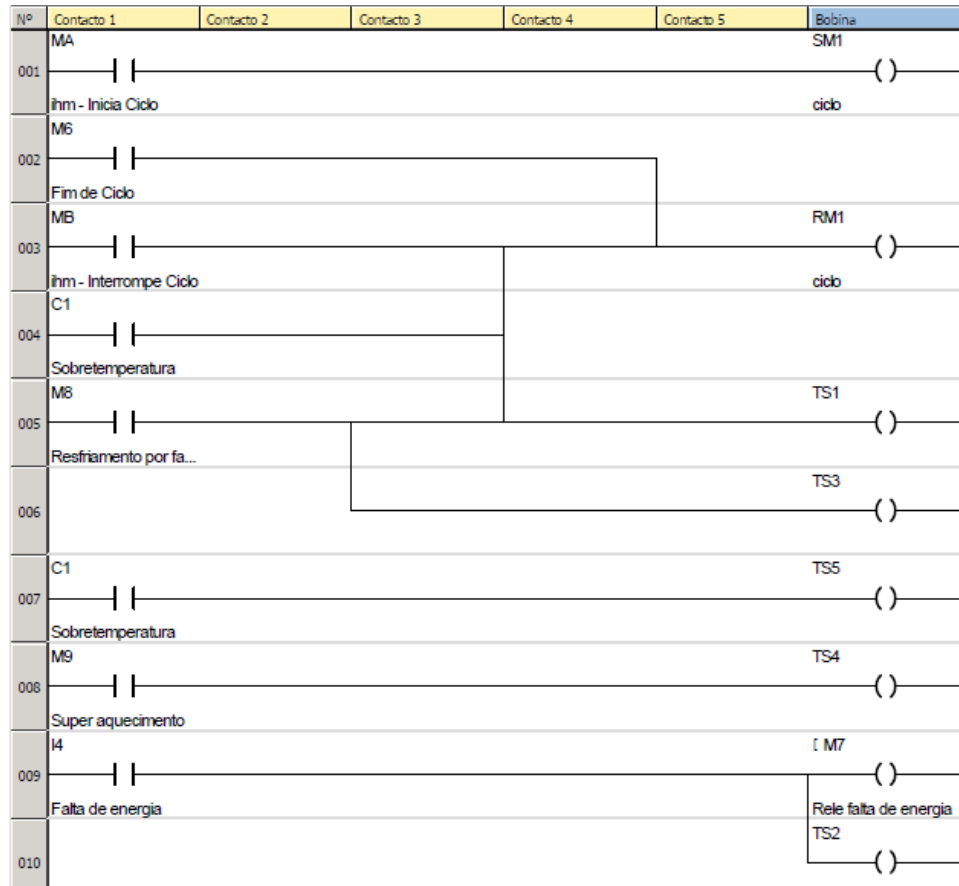 Nº Contacto 1 Contacto 2 Contacto 3 Contacto 4 Contacto 5 Bobina
MA SM1
001
ihm - Inicia Ciclo ciclo
M6
002
Fim de Ciclo
MB RM1
003
ihm - Interrompe Ciclo ciclo
C1
004
Sobretemperatura
M8 TS1
005
Resfriamento por fa...
TS3
006
C1 TS5
007
Sobretemperatura
M9 TS4
008
Super aquecimento
I4 [ M7
009
Falta de energia Rele falta de energia
TS2
010